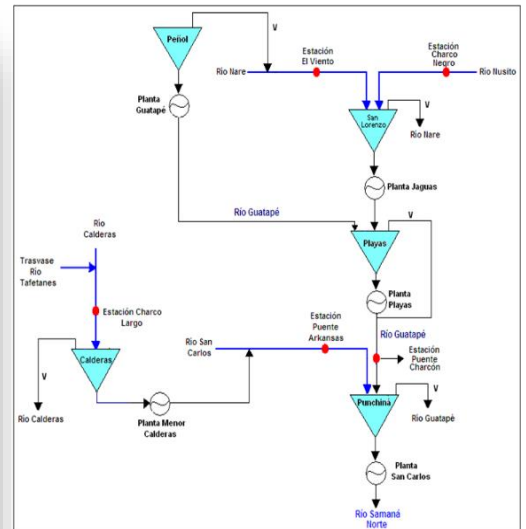 Peñol
V
Estación
El Viento
Estación
Charco
Negro
Río Nare
Río Nusito
Planta
Guatapé
San
Lorenzo
V
Río Nare
Planta Jaguas
Río Guatapé
V
Río
Calderas
Playas
Trasvase
Río
Tafetanes
Planta
Playas
Estación Charco
Largo
Estación
Puente
Arkansas
Río Guatapé
Río San
Carlos
Estación
Puente
Charcón
Calderas
V
Punchiná
V
Río Calderas
Planta Menor
Calderas
Río Guatapé
Planta
San Carlos
Río Samaná
Norte